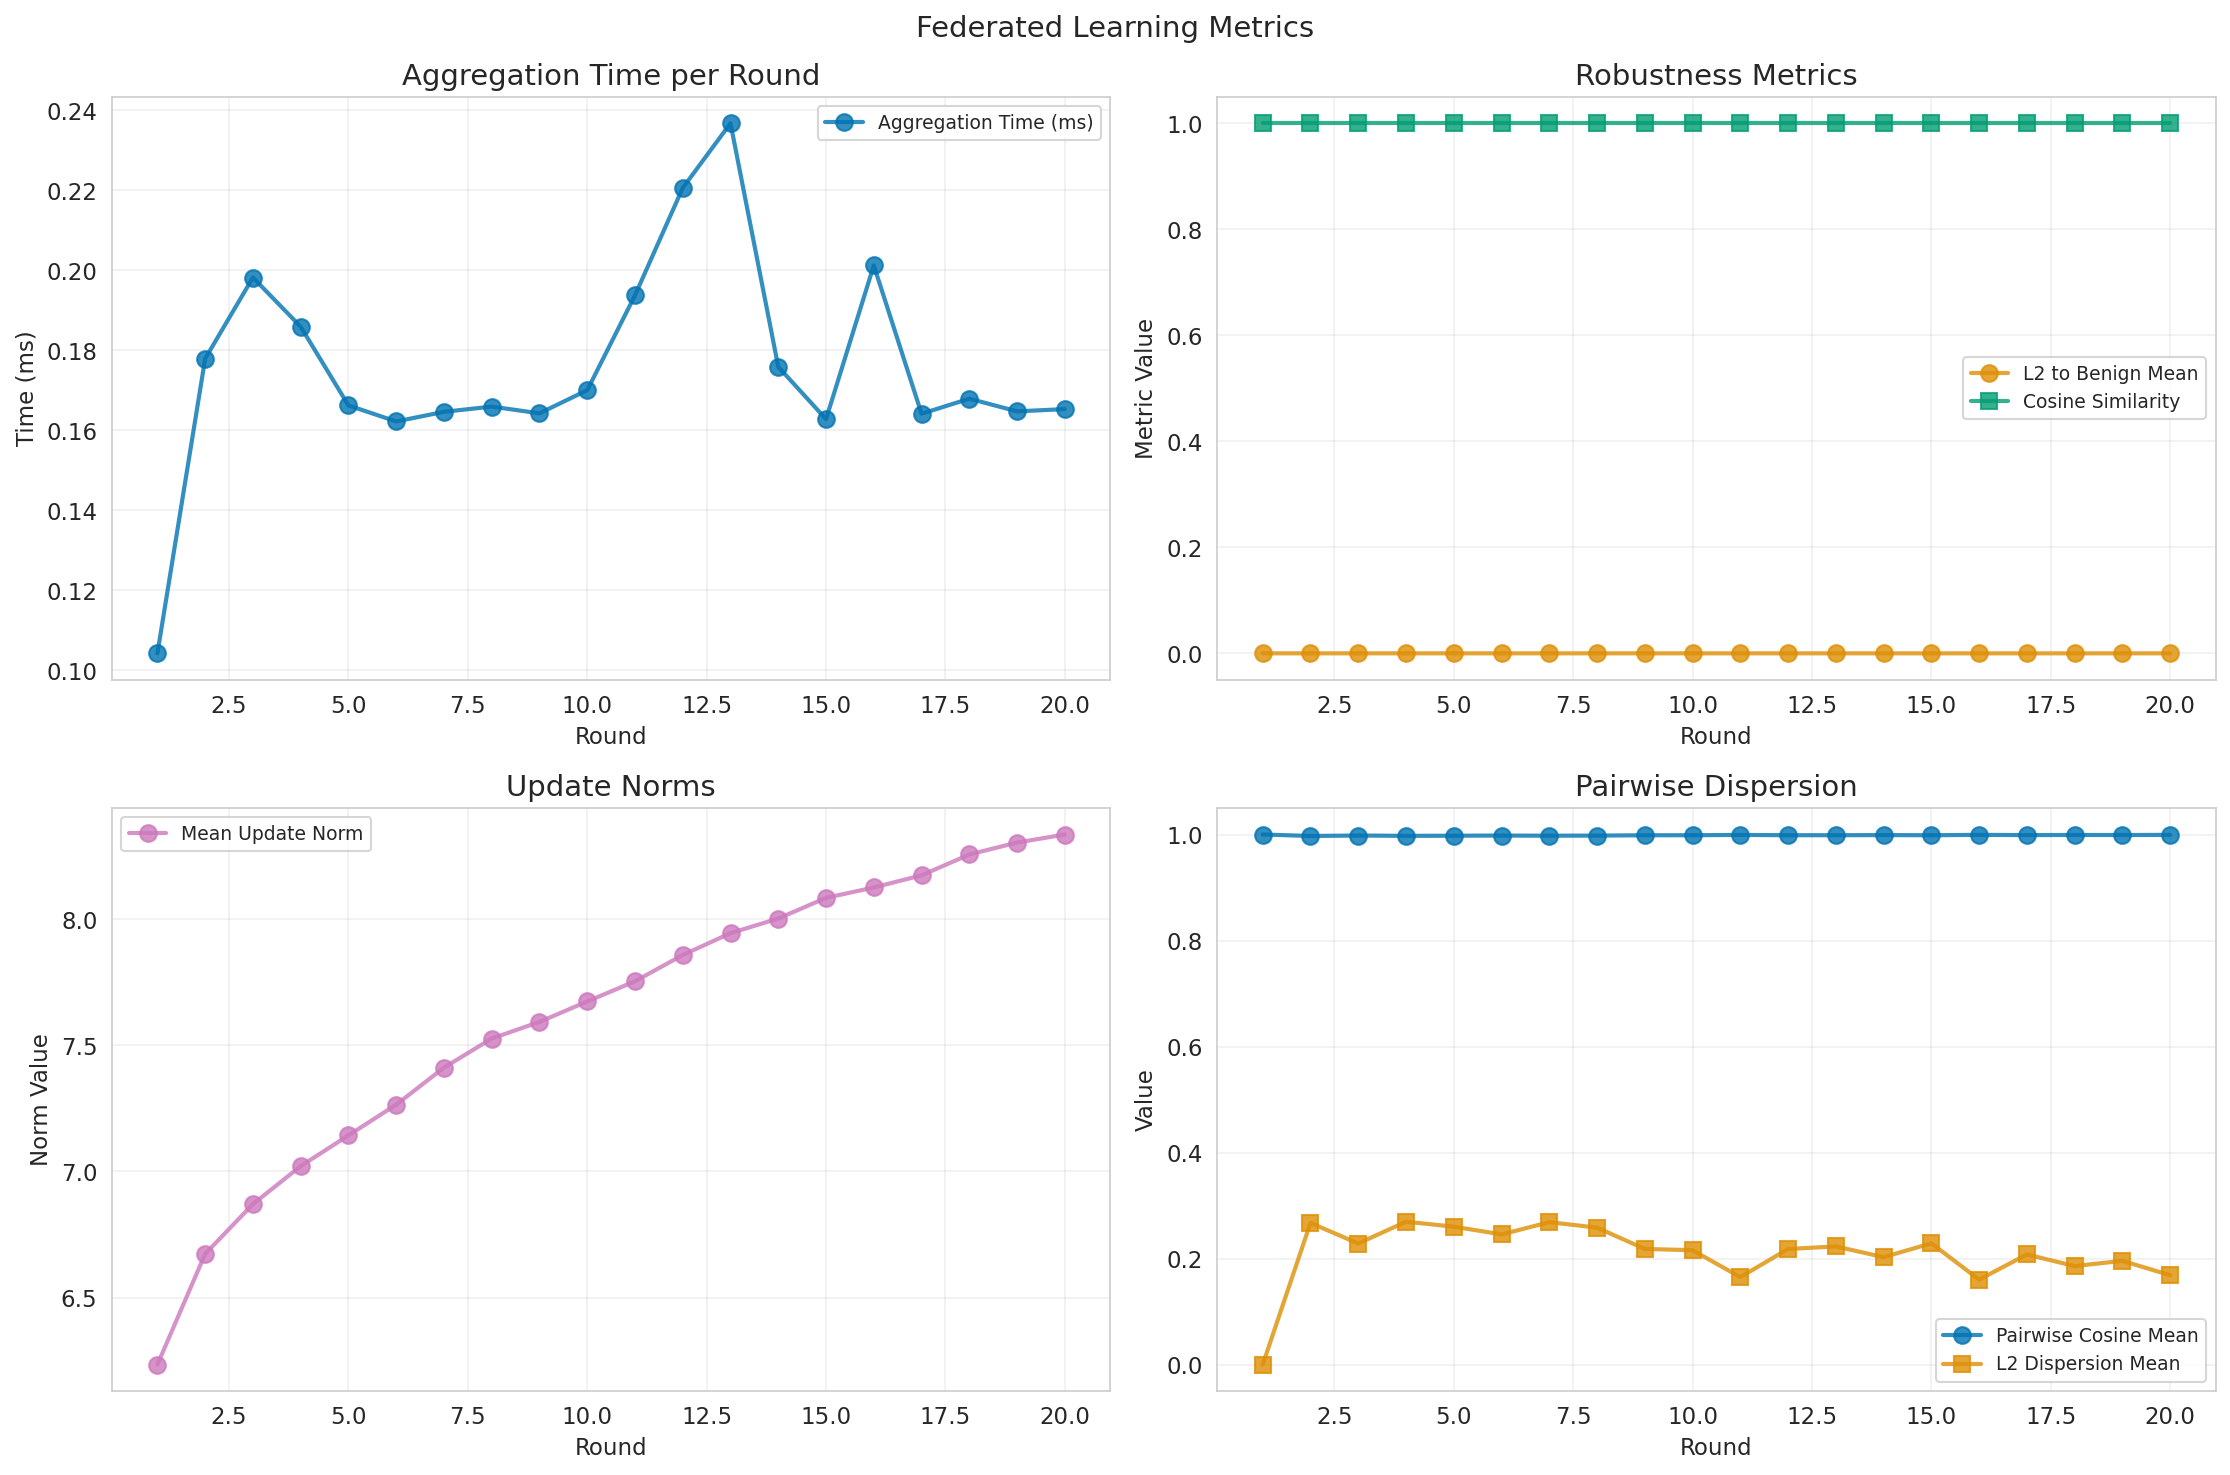 Federated Learning Metrics
Aggregation Time per Round
Time (ms)
0.24
0.22
0.20
0.18
0.16
0.14
0.12
0.10
Aggregation Time (ms)
2.5 5.0 7.5 10.0 12.5 15.0 17.5 20.0
Round
Robustness Metrics
Metric Value
1.0
0.8
0.6
0.4
0.2
0.0
L2 to Benign Mean
Cosine Similarity
2.5 5.0 7.5 10.0 12.5 15.0 17.5 20.0
Round
Update Norms
Norm Value
Mean Update Norm
8.0
7.5
7.0
6.5
2.5 5.0 7.5 10.0 12.5 15.0 17.5 20.0
Round
Pairwise Dispersion
Value
1.0
0.8
0.6
0.4
0.2
0.0
Pairwise Cosine Mean
L2 Dispersion Mean
2.5 5.0 7.5 10.0 12.5 15.0 17.5 20.0
Round